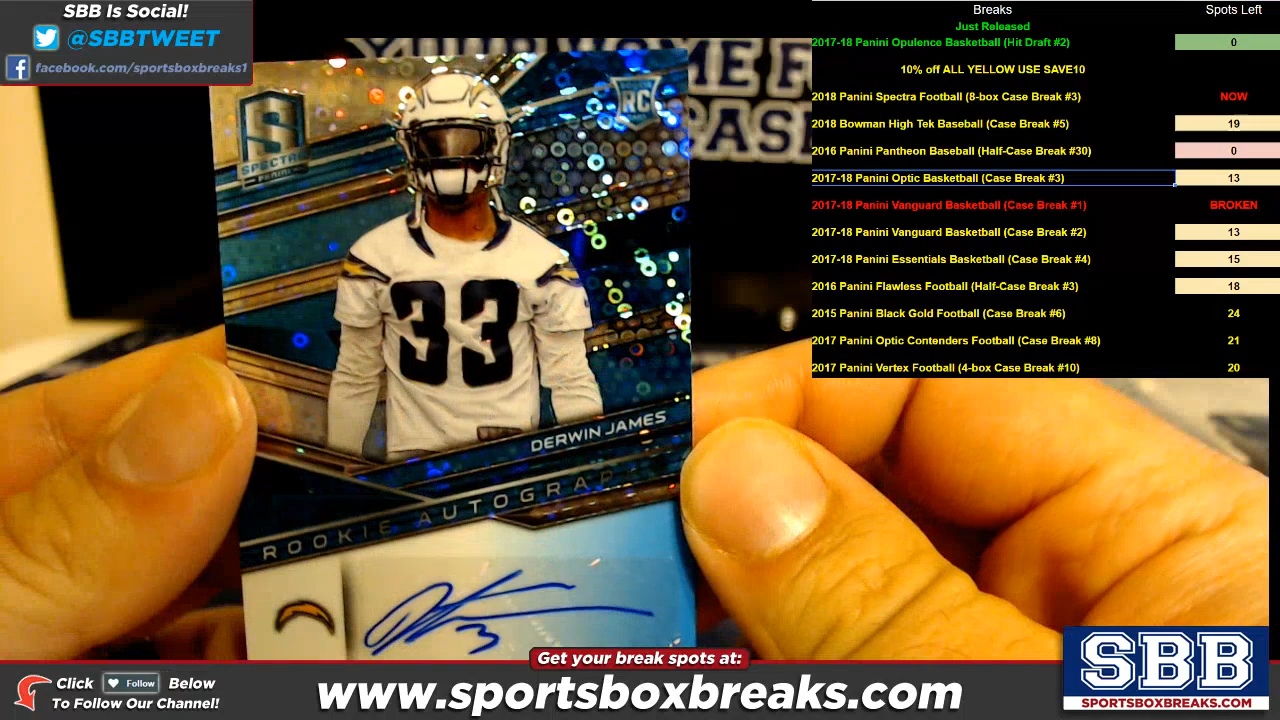 SBB Is Social!
@SBBTWEET
facebook.com/sportsboxbreaks1
Breaks Spots Left
Just Released
2017-18 Panini Opulence Basketball (Hit Draft #2) 0
10% off ALL YELLOW USE SAVE10
2018 Panini Spectra Football (8-box Case Break #3) NOW
2018 Bowman High Tek Baseball (Case Break #5) 19
2016 Panini Pantheon Baseball (Half-Case Break #30) 0
2017-18 Panini Optic Basketball (Case Break #3) 13
2017-18 Panini Vanguard Basketball (Case Break #1) BROKEN
2017-18 Panini Vanguard Basketball (Case Break #2) 13
2017-18 Panini Essentials Basketball (Case Break #4) 15
2016 Panini Flawless Football (Half-Case Break #3) 18
2015 Panini Black Gold Football (Case Break #6) 24
2017 Panini Optic Contenders Football (Case Break #8) 21
2017 Panini Vertex Football (4-box Case Break #10) 20
S
SPECTRA
PANINI
RC
33
DERWIN JAMES
ROOKIE AUTOGRAP
3
Get your break spots at:
www.sportsboxbreaks.com
Click Follow Below
To Follow Our Channel!
SBB
SPORTSBOXBREAKS.COM